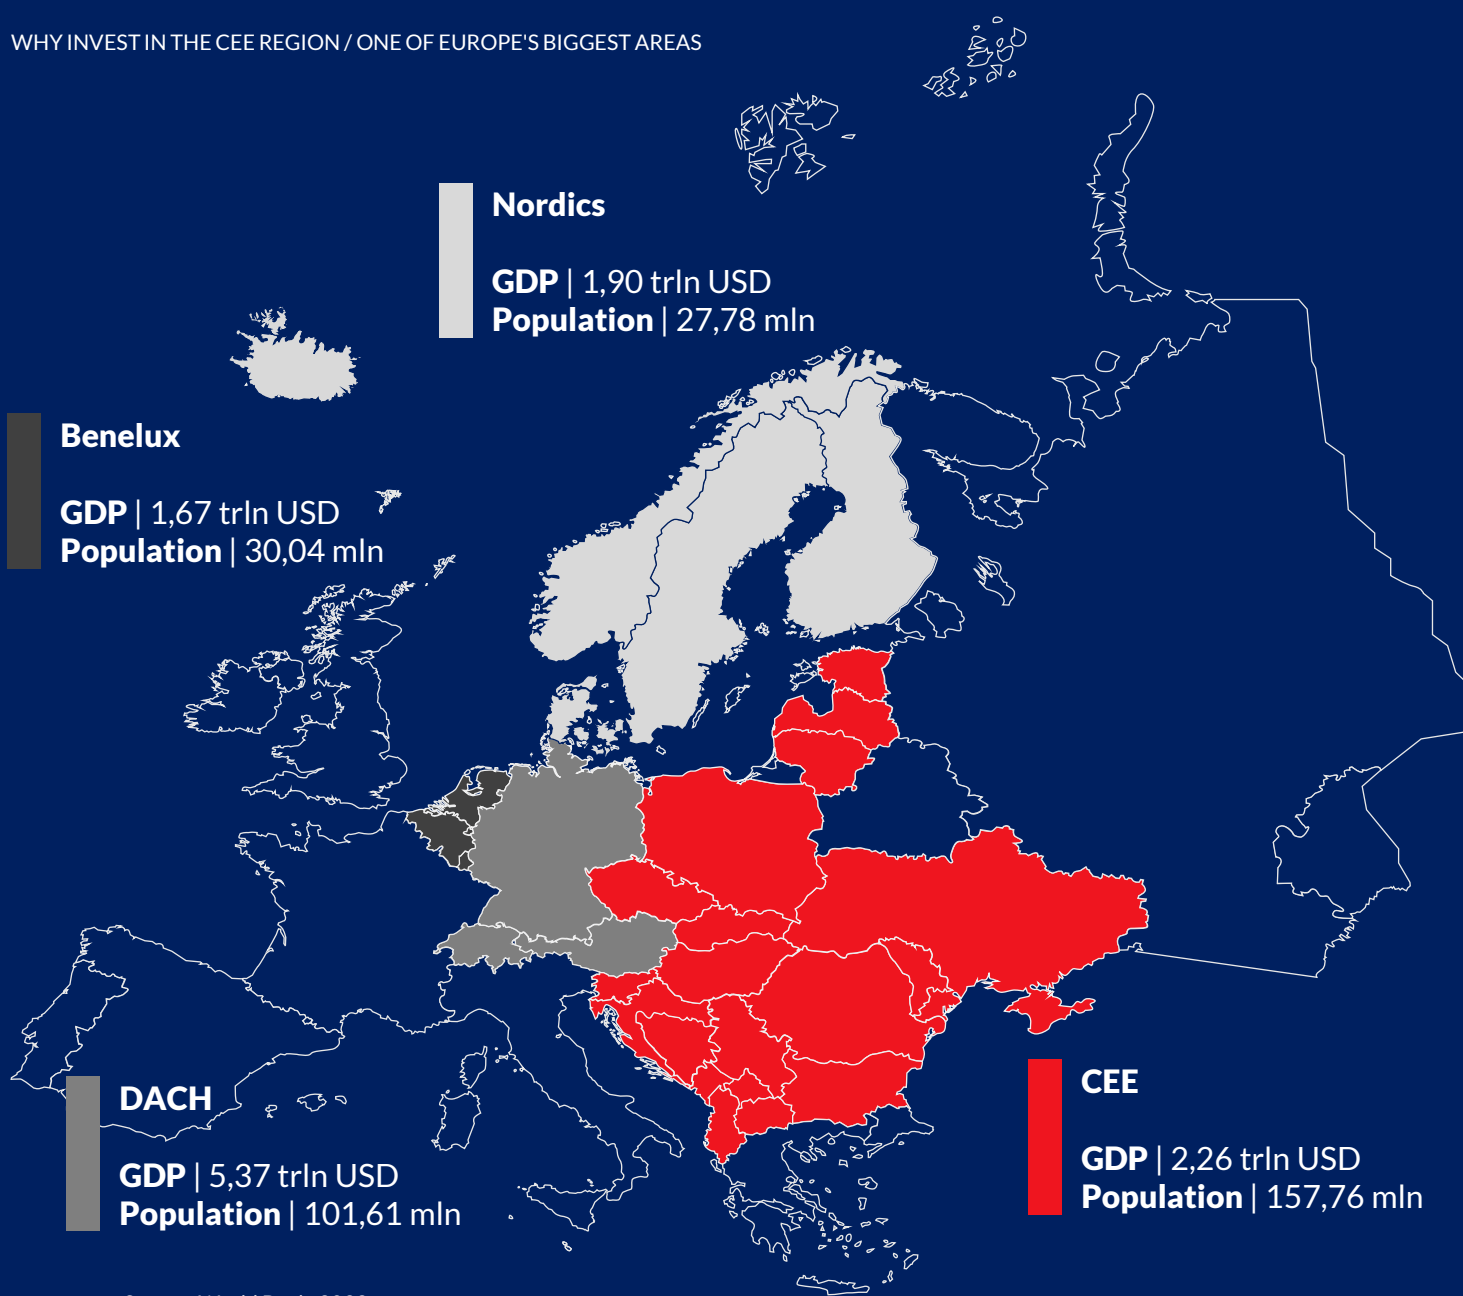 WHY INVEST IN THE CEE REGION / ONE OF EUROPE'S BIGGEST AREAS
Nordics
GDP | 1,90 trln USD
Population | 27,78 mln
Benelux
GDP | 1,67 trln USD
Population | 30,04 mln
DACH
GDP | 5,37 trln USD
Population | 101,61 mln
CEE
GDP | 2,26 trln USD
Population | 157,76 mln